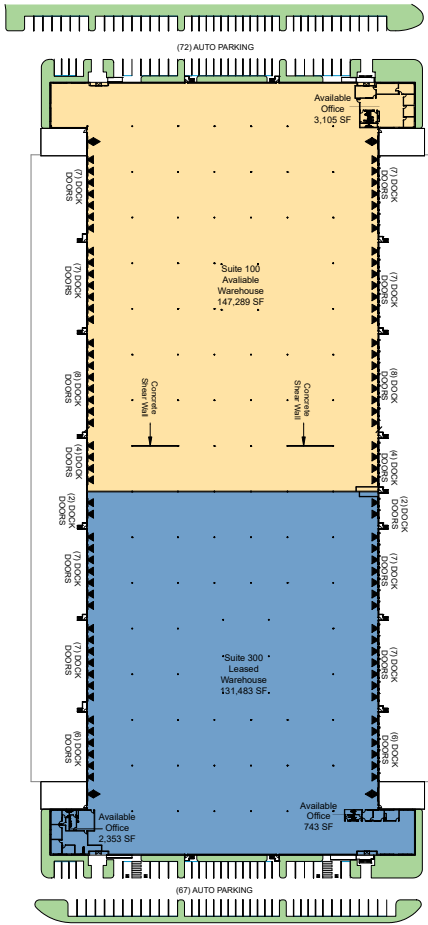 (72) AUTO PARKING
Available
Office
3,105 SF
(7) DOCK
DOORS
(7) DOCK
DOORS
(7) DOCK
DOORS
(7) DOCK
DOORS
Suite 100
Avaliable
Warehouse
147,289 SF
(8) DOCK
DOORS
(8) DOCK
DOORS
Concrete
Shear Wall
Concrete
Shear Wall
(4) DOCK
DOORS
(4) DOCK
DOORS
(2) DOCK
DOORS
(2) DOCK
DOORS
(7) DOCK
DOORS
(7) DOCK
DOORS
(7) DOCK
DOORS
(7) DOCK
DOORS
Suite 300
Leased
Warehouse
131,483 SF
(6) DOCK
DOORS
(6) DOCK
DOORS
Available
Office
2,353 SF
Available
Office
743 SF
(67) AUTO PARKING